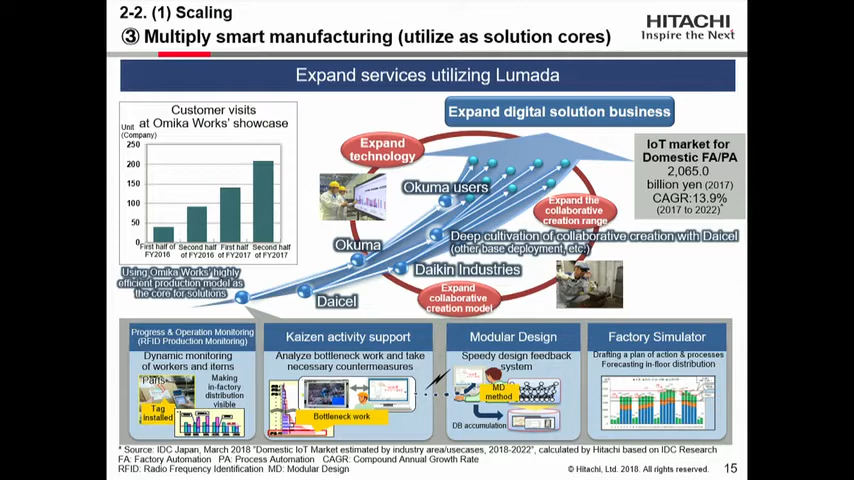 2-2. (1) Scaling
③ Multiply smart manufacturing (utilize as solution cores)
HITACHI
Inspire the Next
Expand services utilizing Lumada
Customer visits
at Omika Works' showcase
Unit
(Company)
250
200
150
100
50
0
First half of
FY2016
Second half
of FY2016
First half
of FY2017
Second half
of FY2017
Using Omika Works' highly
efficient production model as
the core for solutions
Expand digital solution business
Expand
technology
Okuma users
Expand the
collaborative
creation range
Okuma
Deep cultivation of collaborative creation with Daicel
(other base deployment, etc.)
Daikin Industries
Daicel
Expand
collaborative
creation model
IoT market for
Domestic FA/PA
2,065.0
billion yen (2017)
CAGR:13.9%
(2017 to 2022)*
Progress & Operation Monitoring
(RFID Production Monitoring)
Dynamic monitoring
of workers and items
Parts
Tag
installed
Making
in-factory
distribution
visible
Kaizen activity support
Analyze bottleneck work and take
necessary countermeasures
Bottleneck work
Modular Design
Speedy design feedback
system
MD
method
DB accumulation
Factory Simulator
Drafting a plan of action & processes
Forecasting in-floor distribution
* Source: IDC Japan, March 2018 "Domestic IoT Market estimated by industry area/usecases, 2018-2022", calculated by Hitachi based on IDC Research
FA: Factory Automation PA: Process Automation CAGR: Compound Annual Growth Rate
RFID: Radio Frequency Identification MD: Modular Design
© Hitachi, Ltd. 2018. All rights reserved.
15